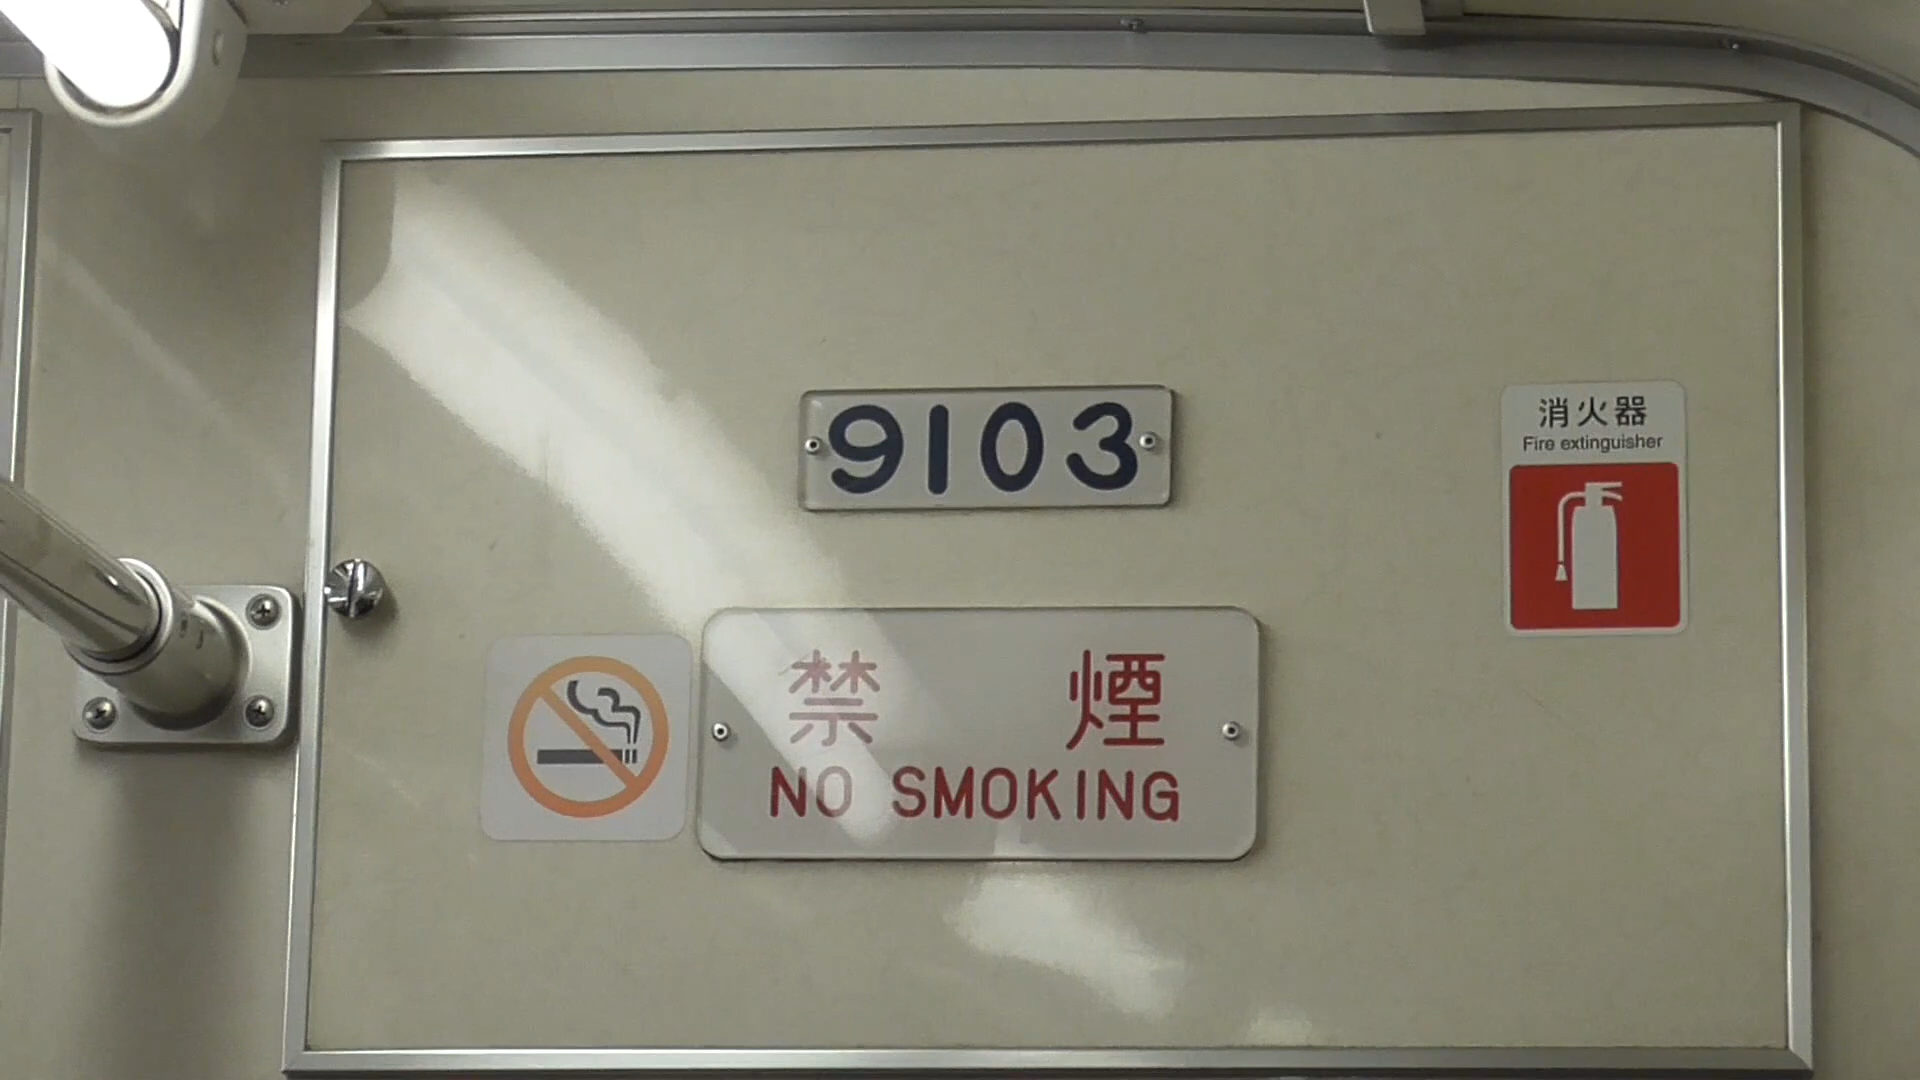 9103
消火器
Fire extinguisher
禁 煙
NO SMOKING